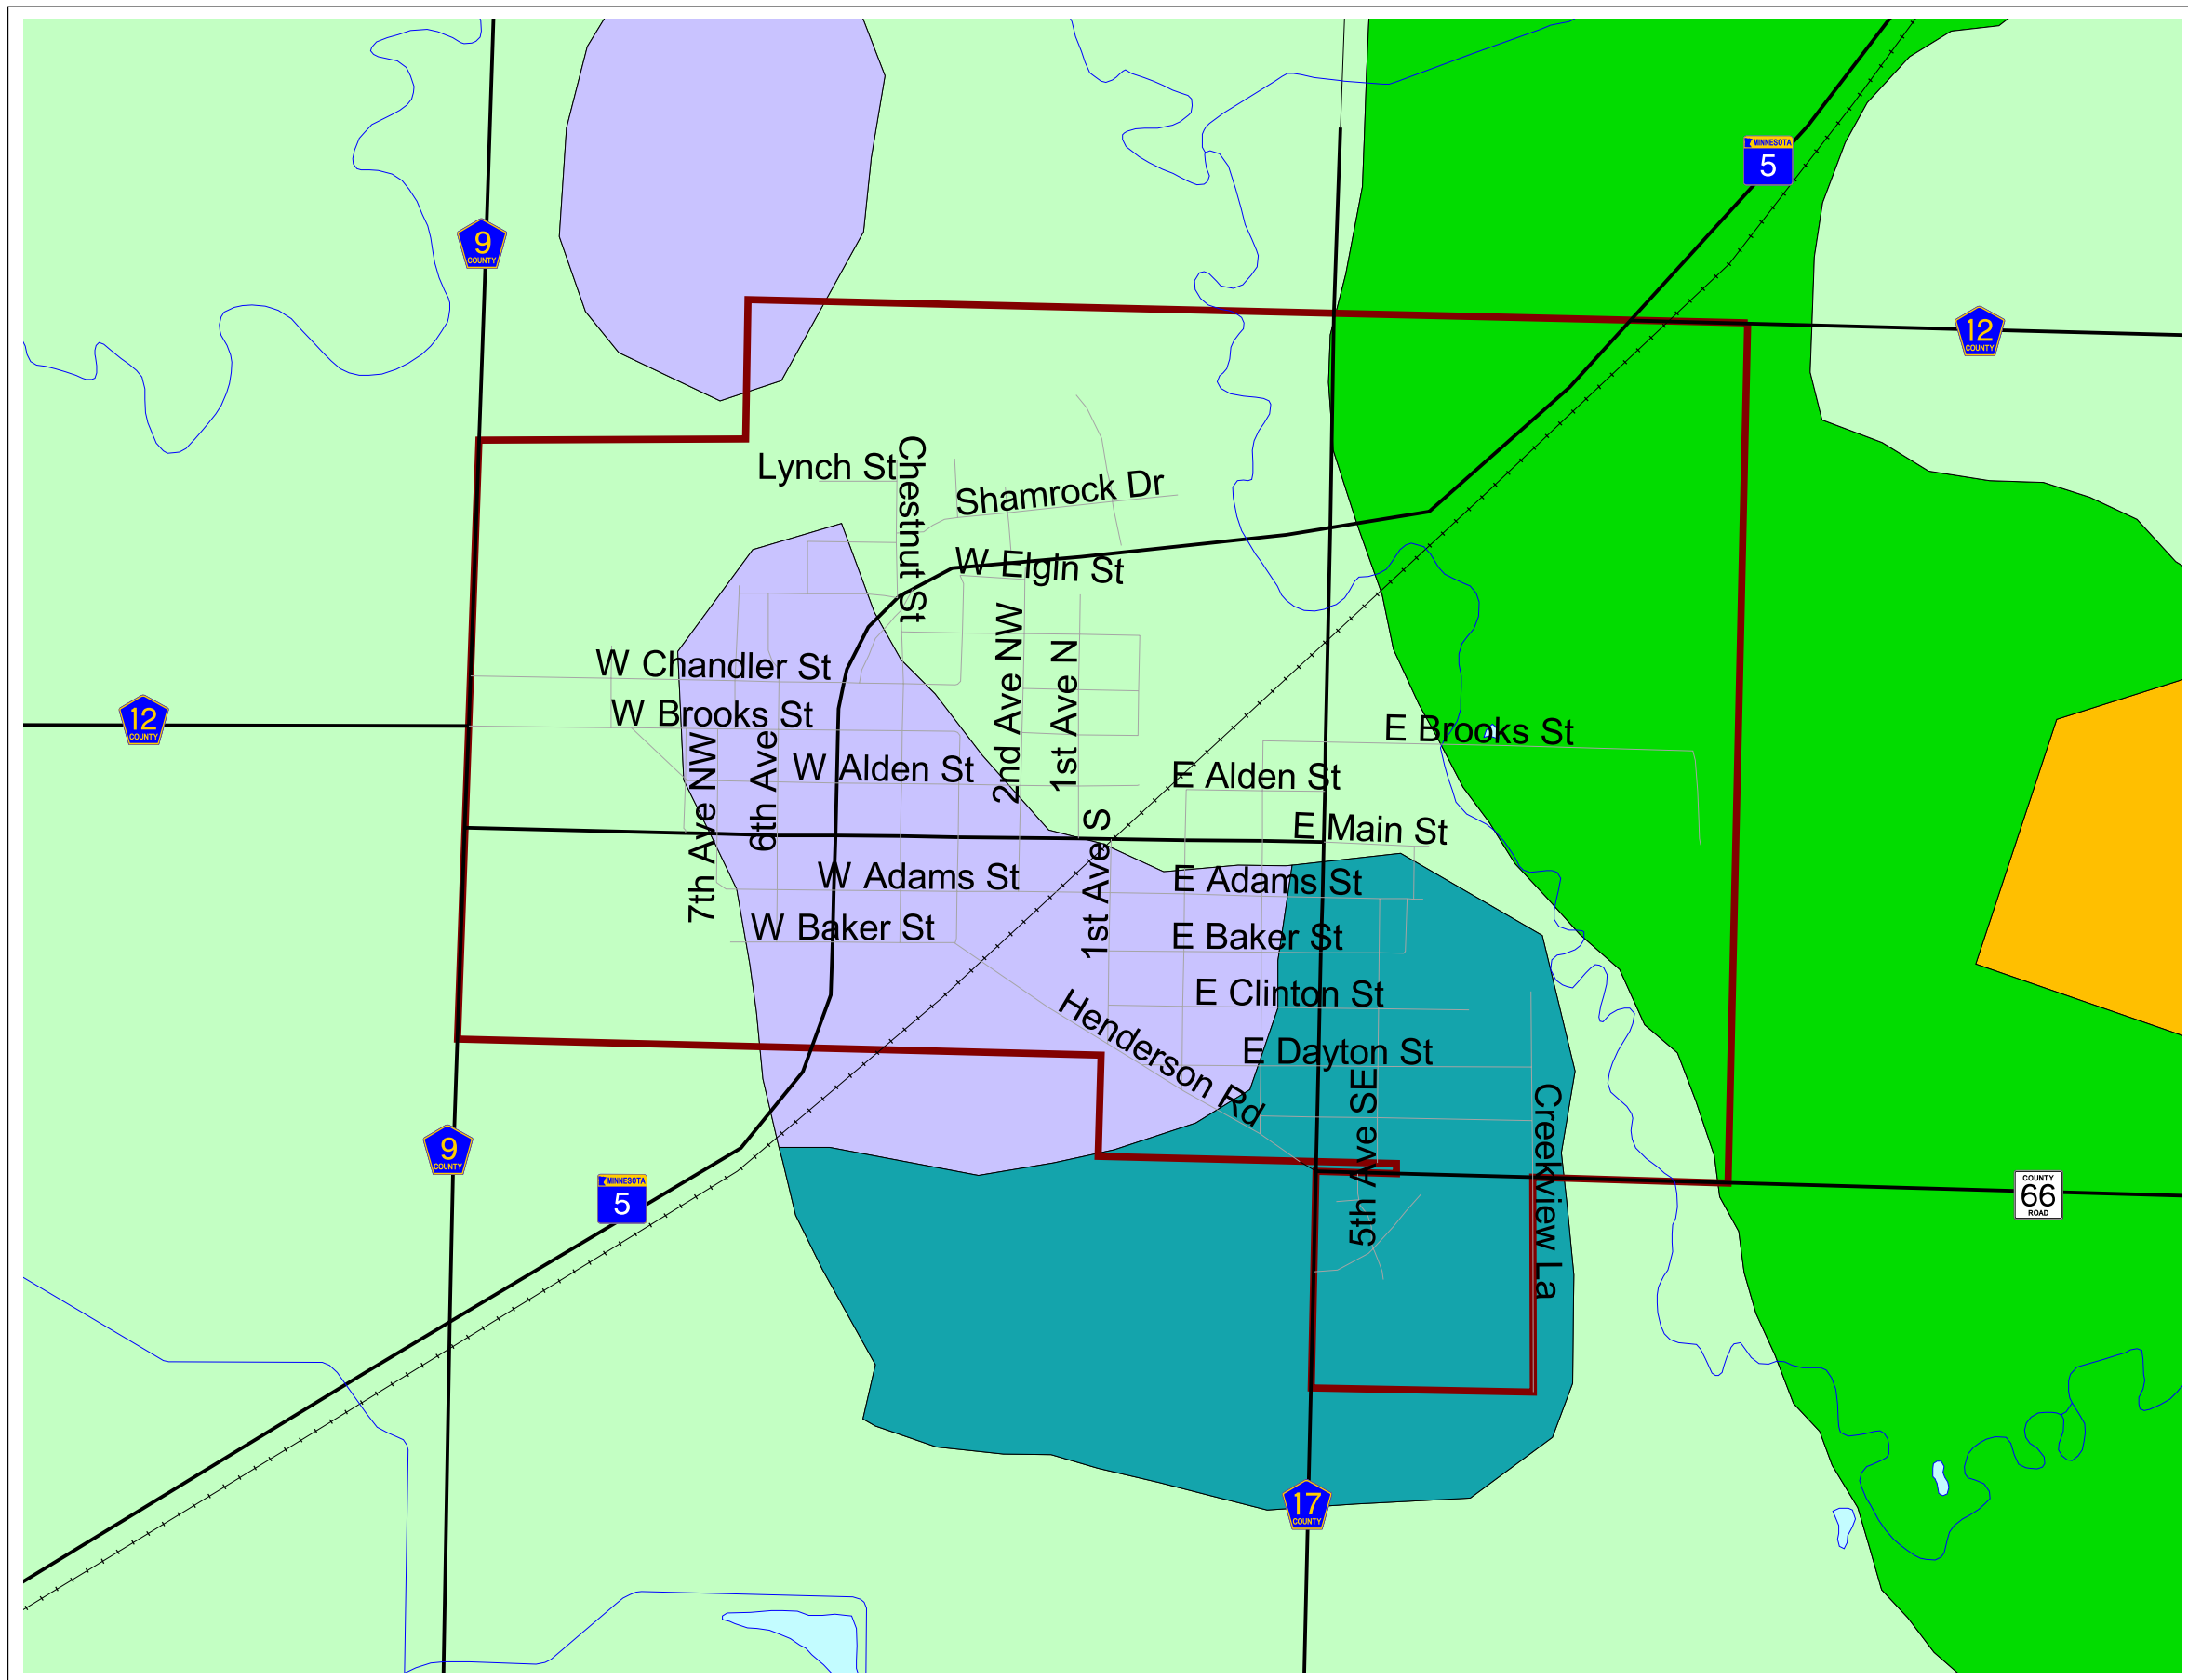 MINNESOTA
5
9
COUNTY
12
COUNTY
Lynch St
Chestnut St
Shamrock Dr
W Elgin St
2nd Ave NW
1st Ave N
W Chandler St
W Brooks St
12
COUNTY
E Brooks St
7th Ave NW
6th Ave
W Alden St
E Alden St
1st Ave S
E Main St
W Adams St
E Adams St
W Baker St
E Baker St
E Clinton St
Henderson Rd
E Dayton St
5th Ave SE
Creekview La
9
COUNTY
MINNESOTA
5
COUNTY
66
ROAD
17
COUNTY